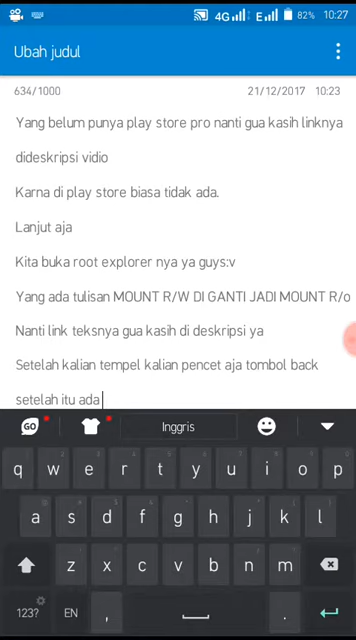 4G E 82% 10:27
Ubah judul
634/1000 21/12/2017 10:23
Yang belum punya play store pro nanti gua kasih linknya
dideskripsi vidio
Karna di play store biasa tidak ada.
Lanjut aja
Kita buka root explorer nya ya guys:v
Yang ada tulisan MOUNT R/W DI GANTI JADI MOUNT R/o
Nanti link teksnya gua kasih di deskripsi ya
Setelah kalian tempel kalian pencet aja tombol back
setelah itu ada
GO Inggris
q w e r t y u i o p
a s d f g h j k l
z x c v b n m
123? EN , .